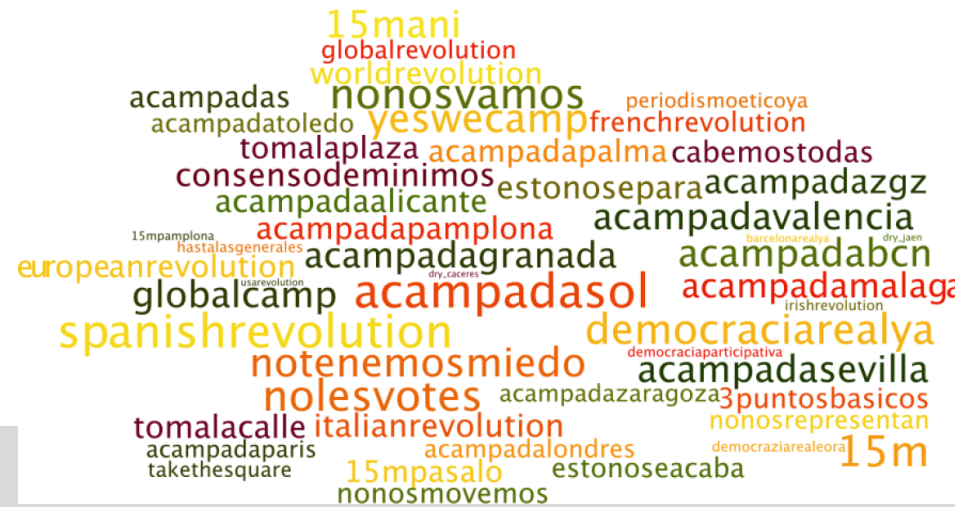 15mani
globalrevolution
worldrevolution
acampadas nonosvamos periodismoeticoya
acampadatoledo yeswecamp frenchrevolution
tomalaplaza acampadapalma cabemostodas
consensodeminimos estonosepara acampadazgz
acampadaalicante acampadavalencia
acampadapamplona
15mpamplona barcelonarealya dry_jaen
hastalasgenerales acampadagranada acampadabcn
europeanrevolution dry_caceres
usarevolution
globalcamp acampadasol acampadamalaga
irishrevolution
spanishrevolution democraciarealya
notenemosmiedo democraciaparticipativa
acampadasevilla
nolesvotes acampadazaragoza 3puntosbasicos
tomalacalle italianrevolution nonosrepresentan
acampadaparis acampadalondres democraziarealeora 15m
takethesquare 15mpasalo estonoseacaba
nonosmovemos